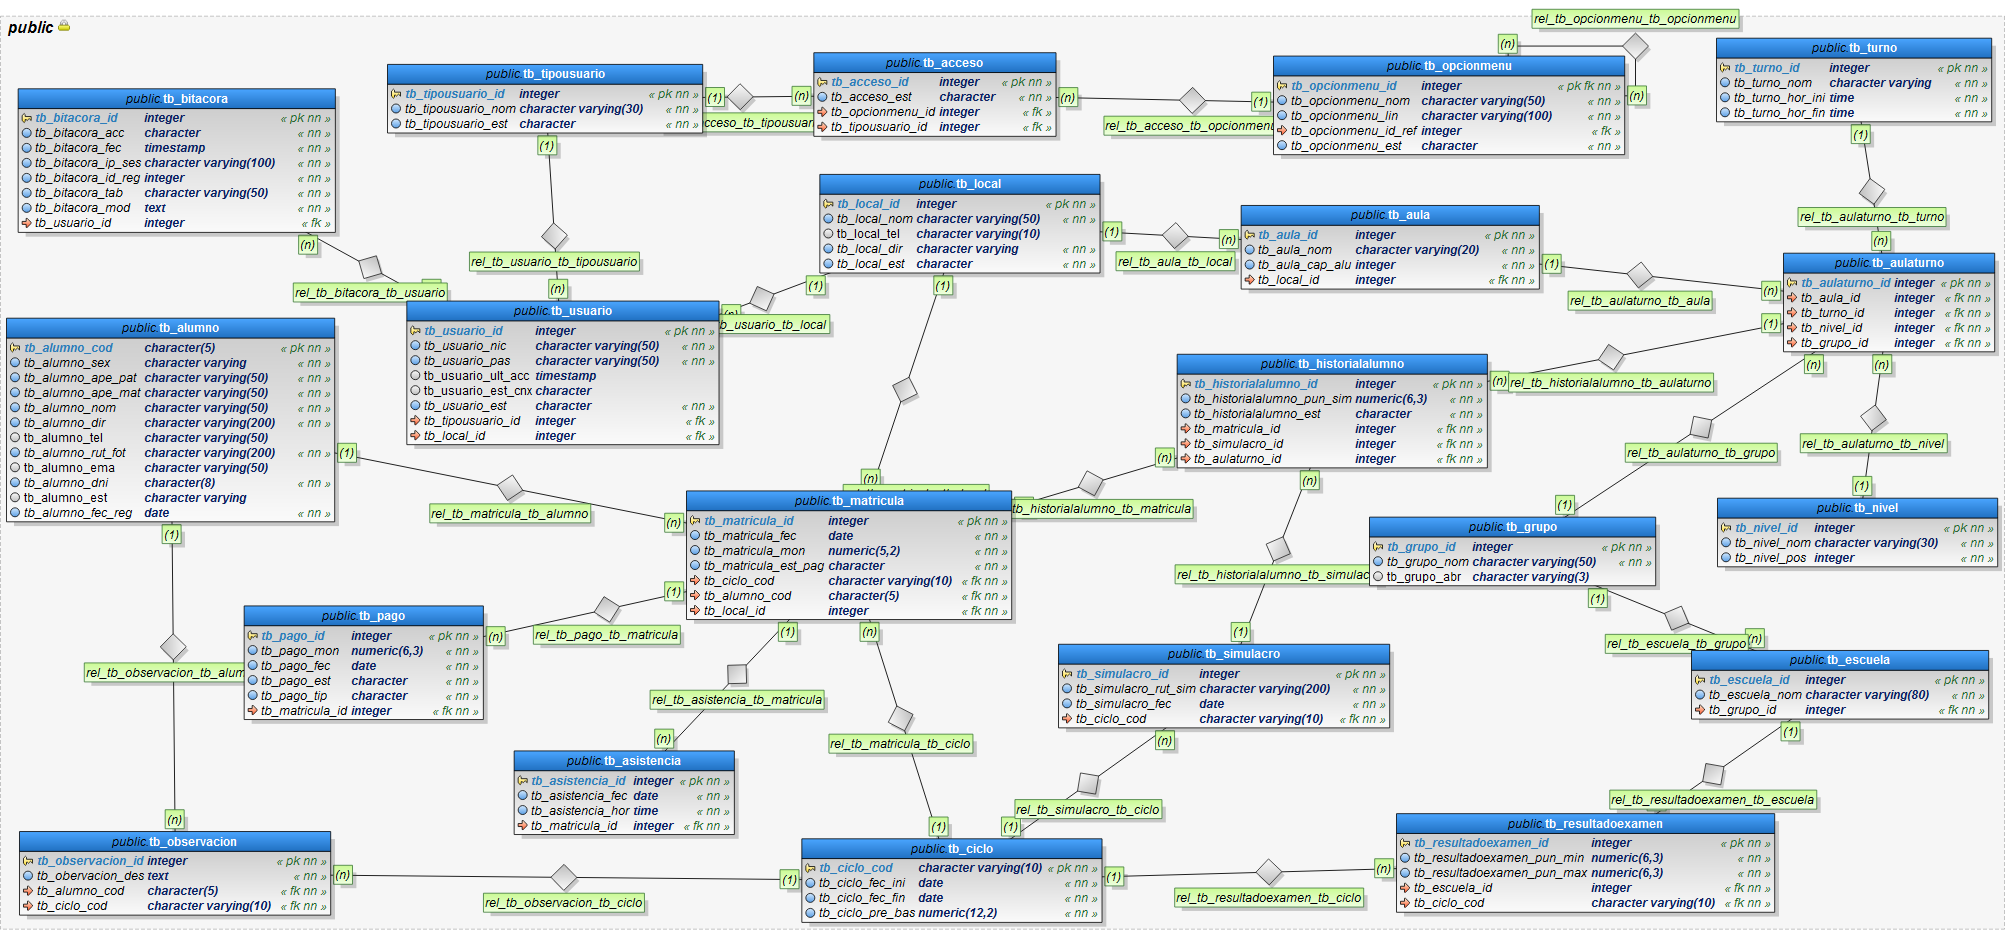 public
rel_tb_opcionmenu_tb_opcionmenu
(n)
(n)
public.tb_bitacora
tb_bitacora_id integer « pk nn »
tb_bitacora_acc character « nn »
tb_bitacora_fec timestamp « nn »
tb_bitacora_ip_ses character varying(100) « nn »
tb_bitacora_id_reg integer « nn »
tb_bitacora_tab character varying(50) « nn »
tb_bitacora_mod text « nn »
tb_usuario_id integer « fk »
public.tb_tipousuario
tb_tipousuario_id integer « pk nn »
tb_tipousuario_nom character varying(30) « nn »
tb_tipousuario_est character « nn »
(1)
(n)
cceso_tb_tipousuar
public.tb_acceso
tb_acceso_id integer « pk nn »
tb_acceso_est character « nn »
tb_opcionmenu_id integer « fk »
tb_tipousuario_id integer « fk »
(n)
(1)
rel_tb_acceso_tb_opcionmenu
public.tb_opcionmenu
tb_opcionmenu_id integer « pk fk nn »
tb_opcionmenu_nom character varying(50) « nn »
tb_opcionmenu_lin character varying(100) « nn »
tb_opcionmenu_id_ref integer « fk »
tb_opcionmenu_est character « nn »
public.tb_turno
tb_turno_id integer « pk nn »
tb_turno_nom character varying « nn »
tb_turno_hor_ini time « nn »
tb_turno_hor_fin time « nn »
(1)
rel_tb_aulaturno_tb_turno
(n)
(1)
rel_tb_usuario_tb_tipousuario
(n)
(n)
rel_tb_bitacora_tb_usuario
public.tb_local
tb_local_id integer « pk nn »
tb_local_nom character varying(50) « nn »
tb_local_tel character varying(10)
tb_local_dir character varying « nn »
tb_local_est character « nn »
(1)
(n)
rel_tb_aula_tb_local
public.tb_aula
tb_aula_id integer « pk nn »
tb_aula_nom character varying(20) « nn »
tb_aula_cap_alu integer « nn »
tb_local_id integer « fk nn »
(1)
(n)
rel_tb_aulaturno_tb_aula
public.tb_aulaturno
tb_aulaturno_id integer « pk nn »
tb_aula_id integer « fk nn »
tb_turno_id integer « fk nn »
tb_nivel_id integer « fk nn »
tb_grupo_id integer « fk nn »
(1)
(n)
b_usuario_tb_local
(1)
public.tb_alumno
tb_alumno_cod character(5) « pk nn »
tb_alumno_sex character varying « nn »
tb_alumno_ape_pat character varying(50) « nn »
tb_alumno_ape_mat character varying(50) « nn »
tb_alumno_nom character varying(50) « nn »
tb_alumno_dir character varying(200) « nn »
tb_alumno_tel character varying(50)
tb_alumno_rut_fot character varying(200) « nn »
tb_alumno_ema character varying(50)
tb_alumno_dni character(8) « nn »
tb_alumno_est character varying
tb_alumno_fec_reg date « nn »
public.tb_usuario
tb_usuario_id integer « pk nn »
tb_usuario_nic character varying(50) « nn »
tb_usuario_pas character varying(50) « nn »
tb_usuario_ult_acc timestamp
tb_usuario_est_cnx character
tb_usuario_est character « nn »
tb_tipousuario_id integer « fk »
tb_local_id integer « fk »
public.tb_historialalumno
tb_historialalumno_id integer « pk nn »
tb_historialalumno_pun_sim numeric(6,3) « nn »
tb_historialalumno_est character « nn »
tb_matricula_id integer « fk nn »
tb_simulacro_id integer « fk nn »
tb_aulaturno_id integer « fk nn »
(1)
(n)
rel_tb_historialalumno_tb_aulaturno
(n)
rel_tb_aulaturno_tb_grupo
(1)
(n)
rel_tb_aulaturno_tb_nivel
(1)
(1)
rel_tb_matricula_tb_alumno
(n)
(n)
(n)
tb_historialalumno_tb_matricula
(n)
rel_tb_historialalumno_tb_simulac
(1)
public.tb_matricula
tb_matricula_id integer « pk nn »
tb_matricula_fec date « nn »
tb_matricula_mon numeric(5,2) « nn »
tb_matricula_est_pag character « nn »
tb_ciclo_cod character varying(10) « fk nn »
tb_alumno_cod character(5) « fk nn »
tb_local_id integer « fk nn »
public.tb_grupo
tb_grupo_id integer « pk nn »
tb_grupo_nom character varying(50) « nn »
tb_grupo_abr character varying(3)
public.tb_nivel
tb_nivel_id integer « pk nn »
tb_nivel_nom character varying(30) « nn »
tb_nivel_pos integer « nn »
(1)
rel_tb_observacion_tb_alum
(n)
public.tb_pago
tb_pago_id integer « pk nn »
tb_pago_mon numeric(6,3) « nn »
tb_pago_fec date « nn »
tb_pago_est character « nn »
tb_pago_tip character « nn »
tb_matricula_id integer « fk nn »
(1)
(n)
rel_tb_pago_tb_matricula
(1)
rel_tb_asistencia_tb_matricula
(n)
(n)
rel_tb_matricula_tb_ciclo
(1)
(1)
rel_tb_escuela_tb_grupo
(n)
public.tb_simulacro
tb_simulacro_id integer « pk nn »
tb_simulacro_rut_sim character varying(200) « nn »
tb_simulacro_fec date « nn »
tb_ciclo_cod character varying(10) « fk nn »
public.tb_escuela
tb_escuela_id integer « pk nn »
tb_escuela_nom character varying(80) « nn »
tb_grupo_id integer « fk nn »
(n)
rel_tb_simulacro_tb_ciclo
(1)
(1)
rel_tb_resultadoexamen_tb_escuela
public.tb_asistencia
tb_asistencia_id integer « pk nn »
tb_asistencia_fec date « nn »
tb_asistencia_hor time « nn »
tb_matricula_id integer « fk nn »
public.tb_observacion
tb_observacion_id integer « pk nn »
tb_obervacion_des text « nn »
tb_alumno_cod character(5) « fk nn »
tb_ciclo_cod character varying(10) « fk nn »
(n)
(1)
rel_tb_observacion_tb_ciclo
public.tb_ciclo
tb_ciclo_cod character varying(10) « pk nn »
tb_ciclo_fec_ini date « nn »
tb_ciclo_fec_fin date « nn »
tb_ciclo_pre_bas numeric(12,2) « nn »
(1)
(n)
rel_tb_resultadoexamen_tb_ciclo
public.tb_resultadoexamen
tb_resultadoexamen_id integer « pk nn »
tb_resultadoexamen_pun_min numeric(6,3) « nn »
tb_resultadoexamen_pun_max numeric(6,3) « nn »
tb_escuela_id integer « fk nn »
tb_ciclo_cod character varying(10) « fk nn »